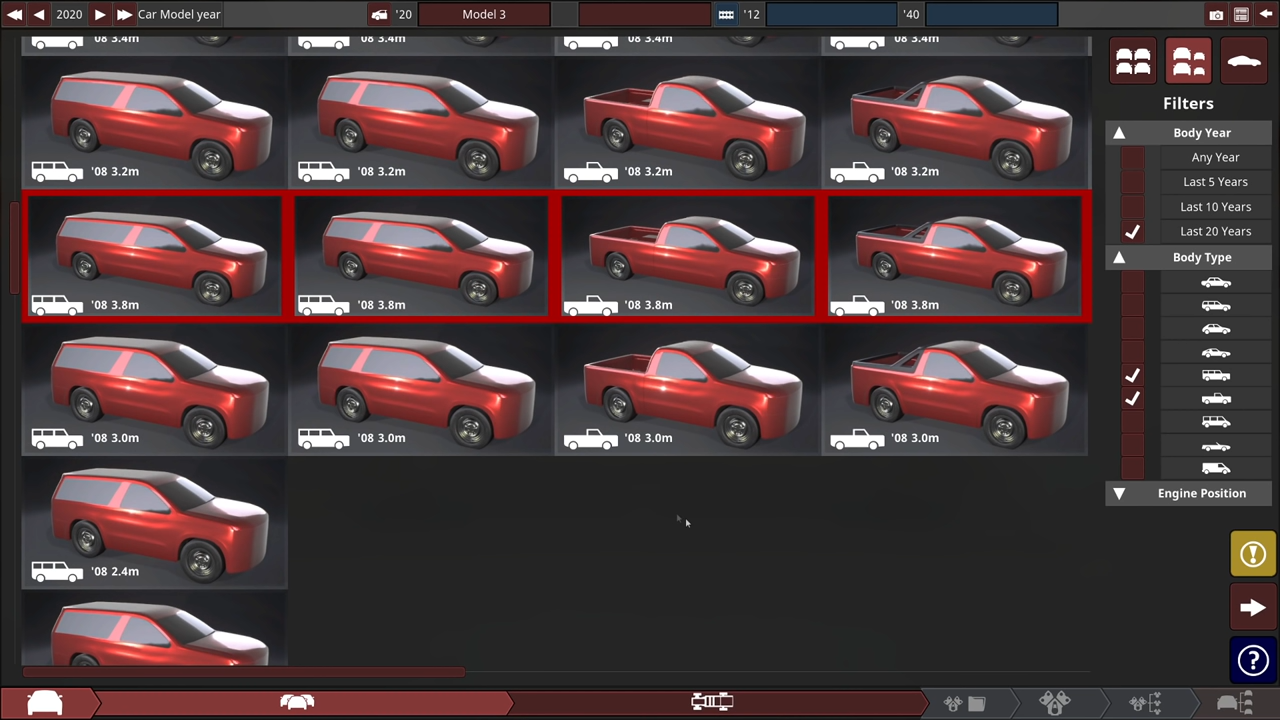 2020 Car Model year '20 Model 3 '12 '40
'08 3.4m '08 3.4m '08 3.4m '08 3.4m
'08 3.2m '08 3.2m '08 3.2m '08 3.2m
'08 3.8m '08 3.8m '08 3.8m '08 3.8m
'08 3.0m '08 3.0m '08 3.0m '08 3.0m
'08 2.4m
Filters
Body Year
Any Year
Last 5 Years
Last 10 Years
Last 20 Years
Body Type
Engine Position
?